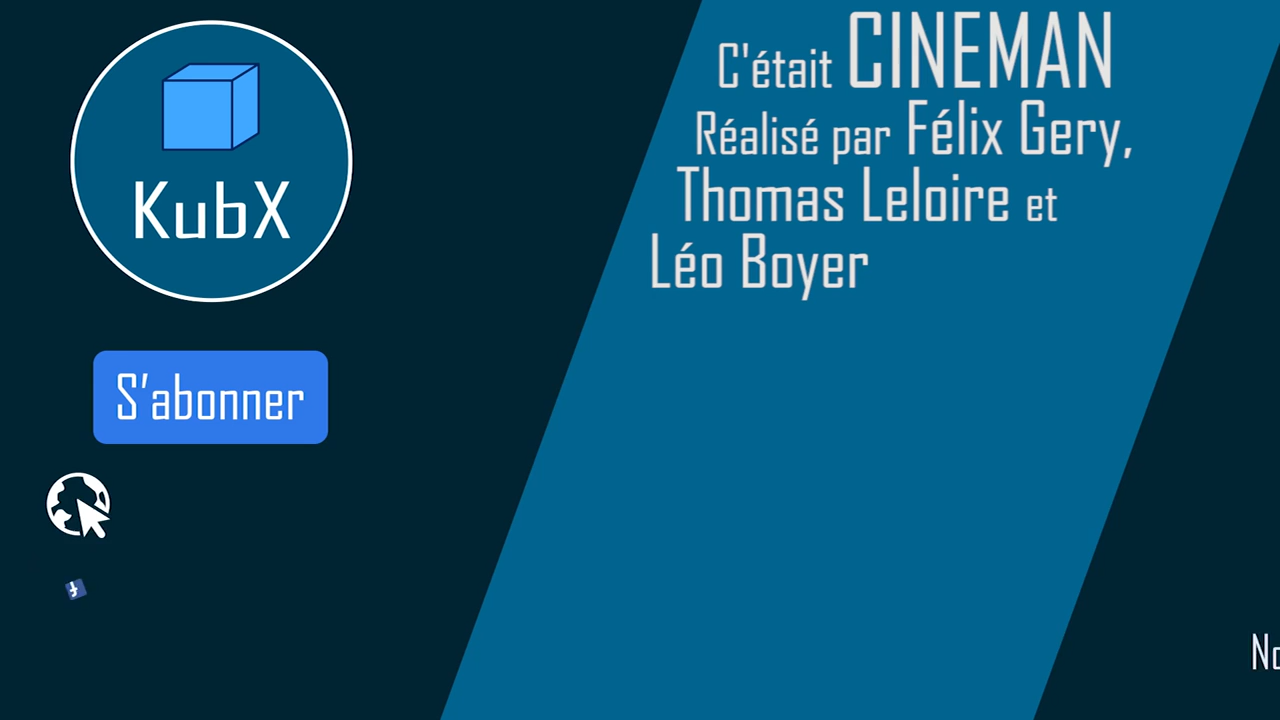 KubX
S'abonner
C'était CINEMAN
Réalisé par Félix Gery,
Thomas Leloire et
Léo Boyer